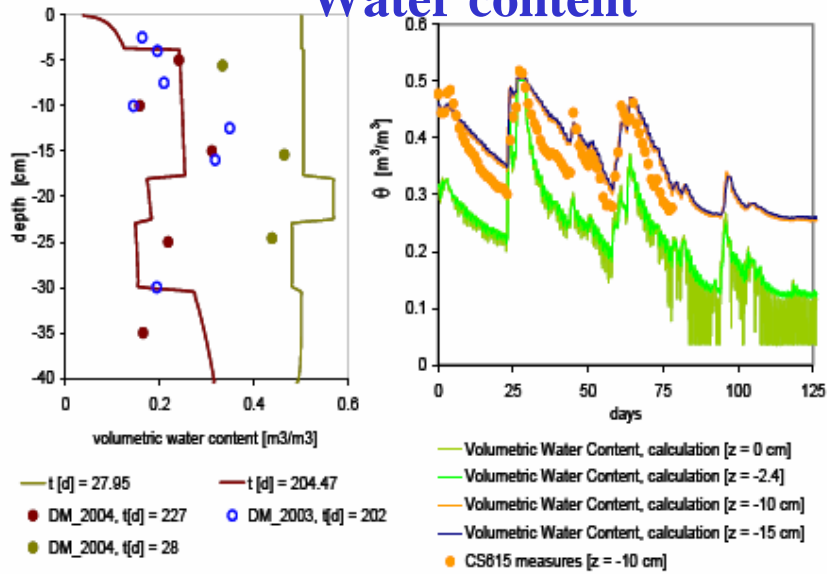 Water content
0
-5
-10
-15
-20
-25
-30
-35
-40
depth [cm]
0
0.2
0.4
0.6
volumetric water content [m3/m3]
t [d] = 27.95
t [d] = 204.47
DM_2004, t[d] = 227
DM_2003, t[d] = 202
DM_2004, t[d] = 28
0.6
0.5
0.4
0.3
0.2
0.1
0
θ [m³/m³]
0
25
50
75
100
125
days
Volumetric Water Content, calculation [z = 0 cm]
Volumetric Water Content, calculation [z = -2.4]
Volumetric Water Content, calculation [z = -10 cm]
Volumetric Water Content, calculation [z = -15 cm]
CS615 measures [z = -10 cm]